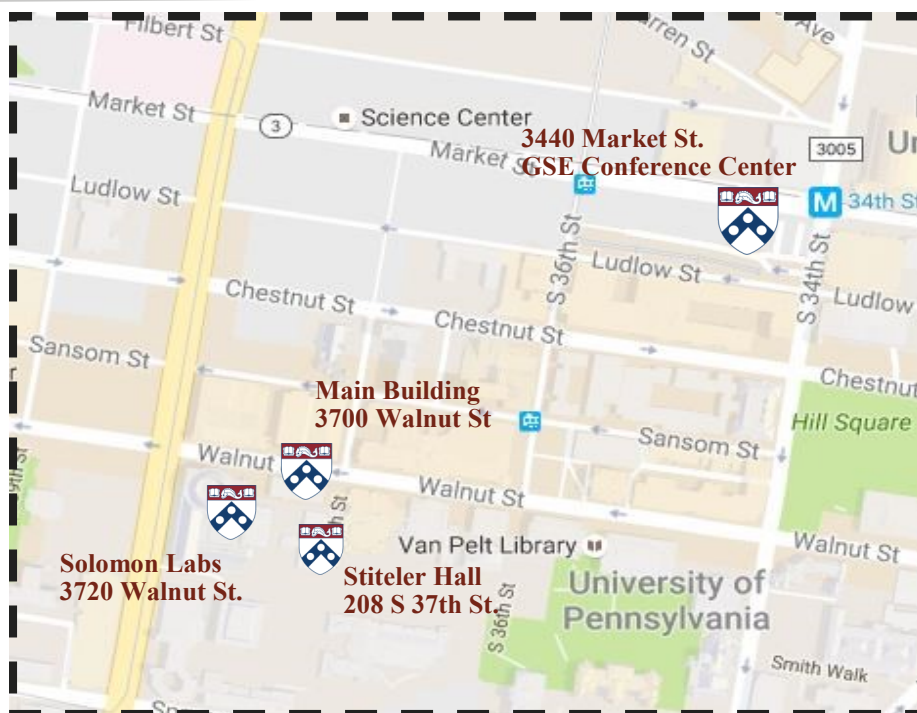 Filbert St
Warren St
Ave
Market St
3
Science Center
Market St
3440 Market St.
GSE Conference Center
3005
M
34th St
Ludlow St
S 36th St
Ludlow St
S 34th St
Ludlow
Chestnut St
Chestnut St
Chestnut
Sansom St
Main Building
3700 Walnut St
Hill Square
Sansom St
Walnut
Walnut St
Walnut St
Van Pelt Library
Solomon Labs
3720 Walnut St.
Stiteler Hall
208 S 37th St.
S 36th St
University of
Pennsylvania
Smith Walk